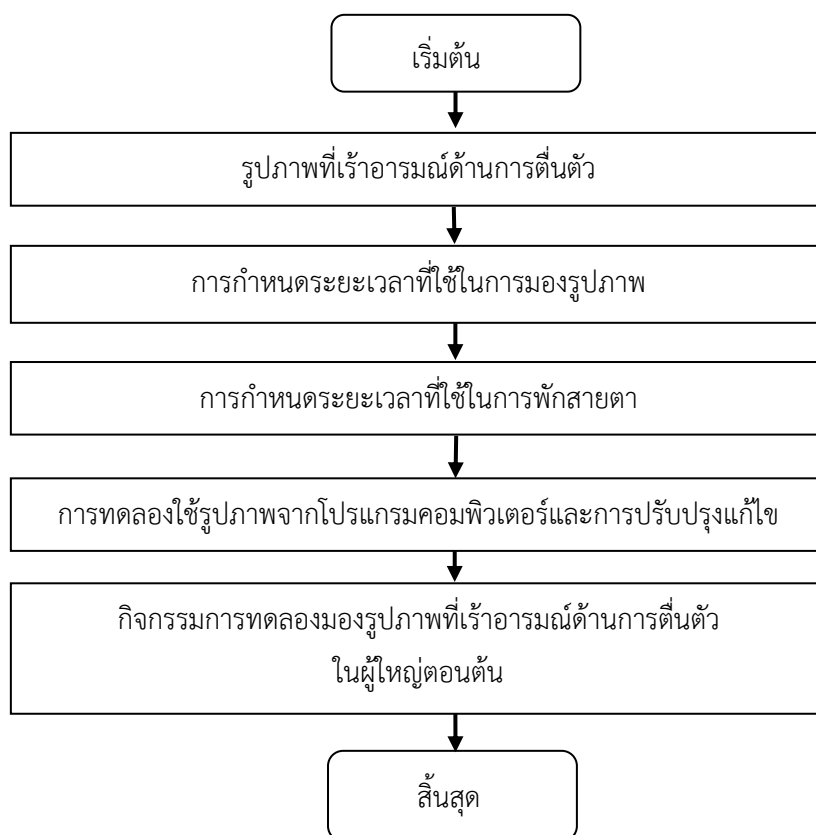 เริ่มต้น
รูปภาพที่เร้าอารมณ์ด้านการตื่นตัว
การกำหนดระยะเวลาที่ใช้ในการมองรูปภาพ
การกำหนดระยะเวลาที่ใช้ในการพักสายตา
การทดลองใช้รูปภาพจากโปรแกรมคอมพิวเตอร์และการปรับปรุงแก้ไข
กิจกรรมการทดลองมองรูปภาพที่เร้าอารมณ์ด้านการตื่นตัว
ในผู้ใหญ่ตอนต้น
สิ้นสุด